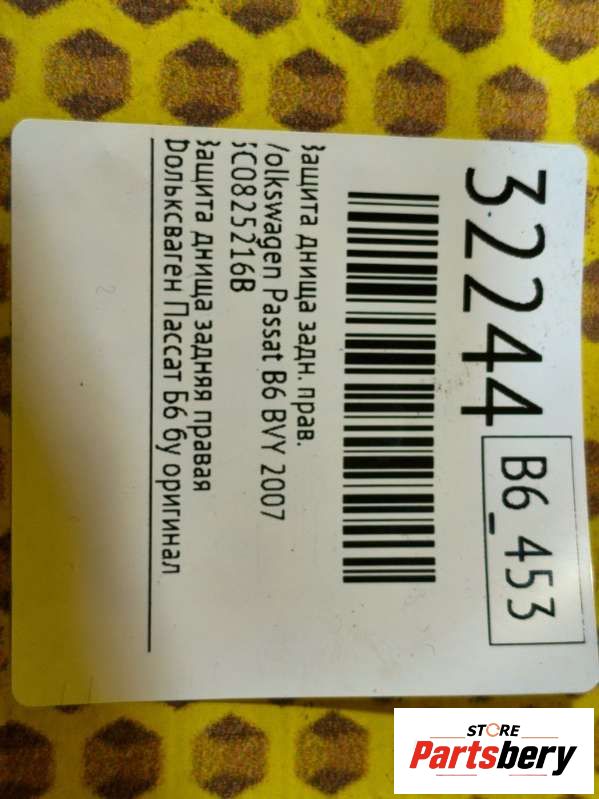 32244
B6_453
Защита днища задн. прав.
Volkswagen Passat B6 BVY 2007
3C0825216B
Защита днища задняя правая
Фольксваген Пассат Б6 бу оригинал
STORE
Partsbery